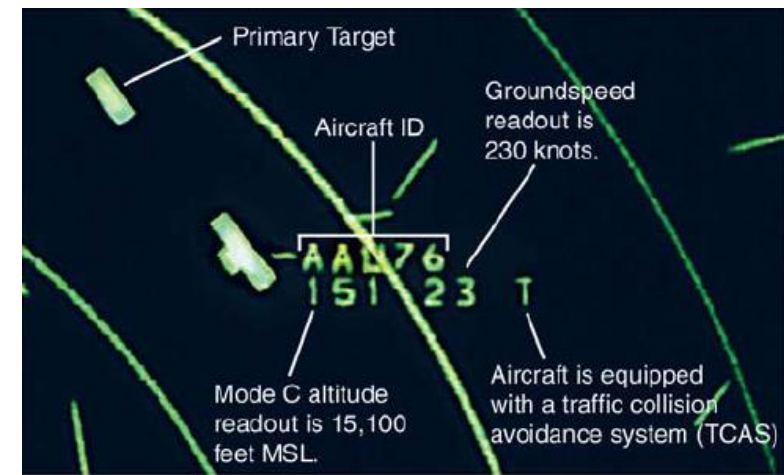 Primary Target
Groundspeed
readout is
230 knots.
Aircraft ID
AAU76
151 23 T
Mode C altitude
readout is 15,100
feet MSL.
Aircraft is equipped
with a traffic collision
avoidance system (TCAS)